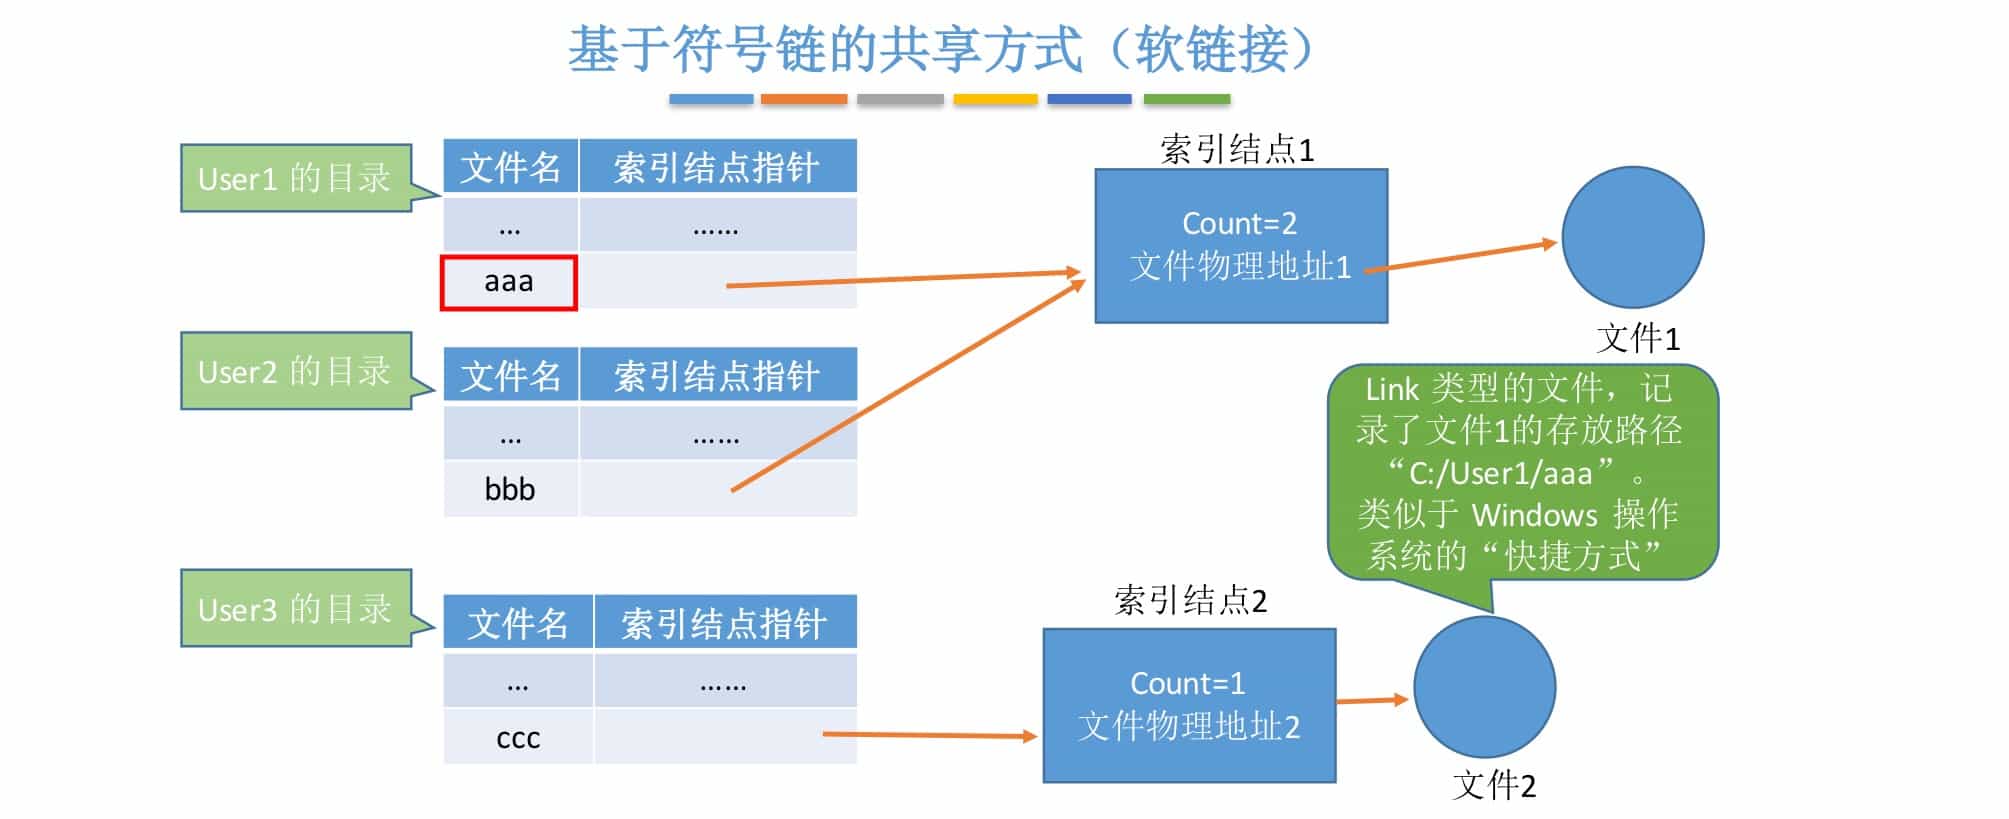 基于符号链的共享方式（软链接）
User1 的目录
文件名 索引结点指针
... ......
aaa
索引结点1
Count=2
文件物理地址1
文件1
User2 的目录
文件名 索引结点指针
... ......
bbb
Link 类型的文件，记
录了文件1的存放路径
“C:/User1/aaa”。
类似于 Windows 操作
系统的“快捷方式”
User3 的目录
文件名 索引结点指针
... ......
ccc
索引结点2
Count=1
文件物理地址2
文件2